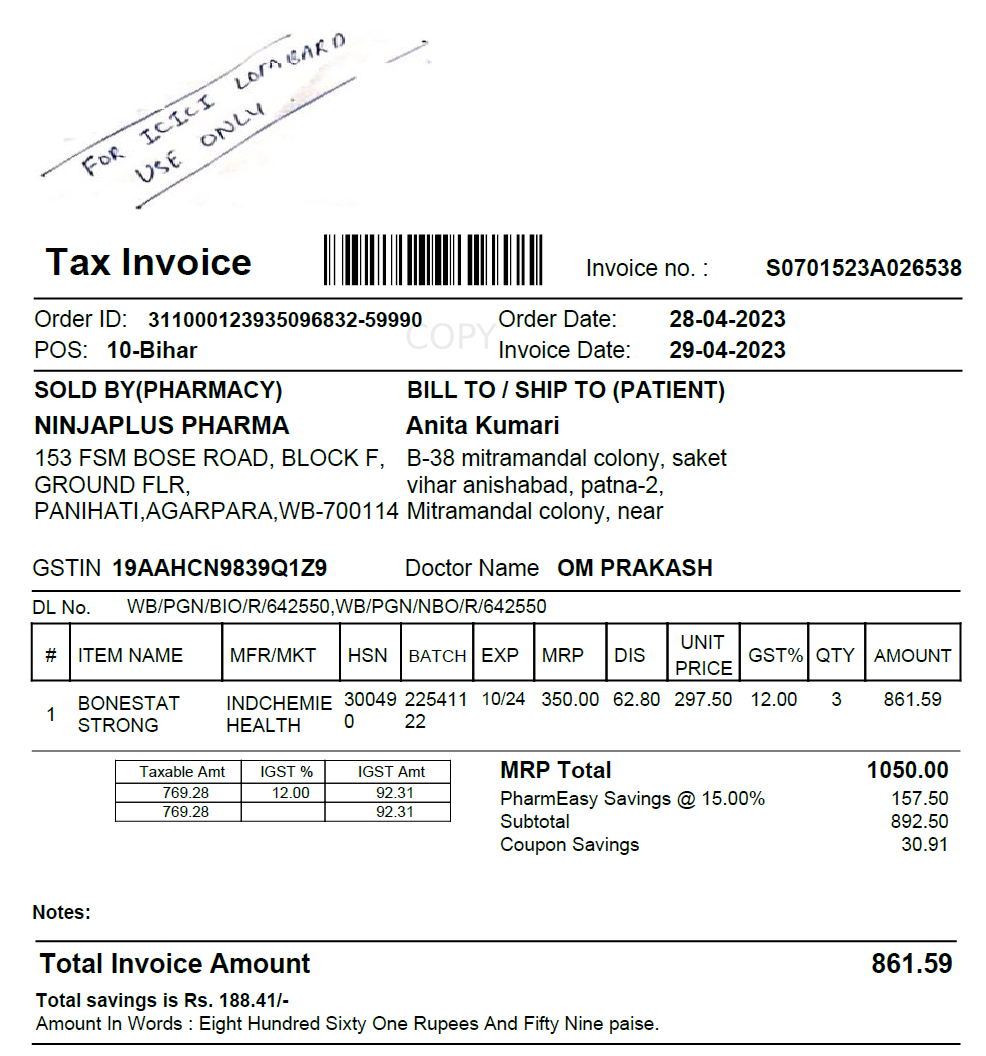 FOR ICICI LOMBARD
USE ONLY
Tax Invoice
Invoice no. : S0701523A026538
Order ID: 311000123935096832-59990
Order Date: 28-04-2023
COPY
POS: 10-Bihar
Invoice Date: 29-04-2023
SOLD BY(PHARMACY)
BILL TO / SHIP TO (PATIENT)
NINJAPLUS PHARMA
Anita Kumari
153 FSM BOSE ROAD, BLOCK F,
GROUND FLR,
PANIHATI,AGARPARA,WB-700114
B-38 mitramandal colony, saket
vihar anishabad, patna-2,
Mitramandal colony, near
GSTIN 19AAHCN9839Q1Z9
Doctor Name OM PRAKASH
DL No. WB/PGN/BIO/R/642550,WB/PGN/NBO/R/642550
# ITEM NAME MFR/MKT HSN BATCH EXP MRP DIS UNIT PRICE GST% QTY AMOUNT
1 BONESTAT STRONG INDCHEMIE HEALTH 300490 22541122 10/24 350.00 62.80 297.50 12.00 3 861.59
Taxable Amt IGST % IGST Amt
769.28 12.00 92.31
769.28 92.31
MRP Total 1050.00
PharmEasy Savings @ 15.00% 157.50
Subtotal 892.50
Coupon Savings 30.91
Notes:
Total Invoice Amount 861.59
Total savings is Rs. 188.41/-
Amount In Words : Eight Hundred Sixty One Rupees And Fifty Nine paise.